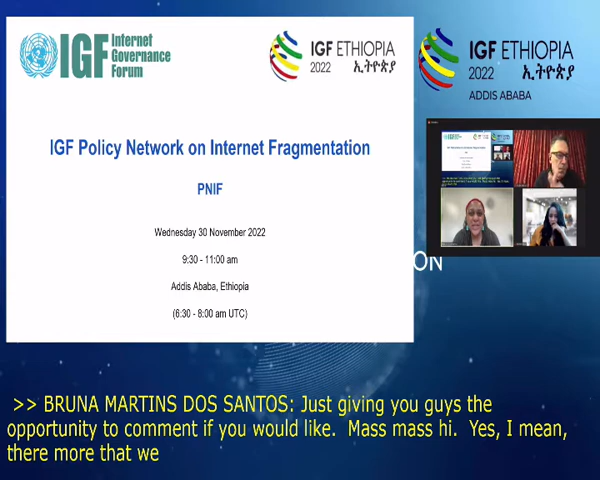 IGF Internet
Governance
Forum
IGF ETHIOPIA
2022 ኢትዮጵያ
IGF ETHIOPIA
2022 ኢትዮጵያ
ADDIS ABABA
IGF Policy Network on Internet Fragmentation
PNIF
Wednesday 30 November 2022
9:30 - 11:00 am
Addis Ababa, Ethiopia
(6:30 - 8:00 am UTC)
ON
>> BRUNA MARTINS DOS SANTOS: Just giving you guys the
opportunity to comment if you would like. Mass mass hi. Yes, I mean,
there more that we